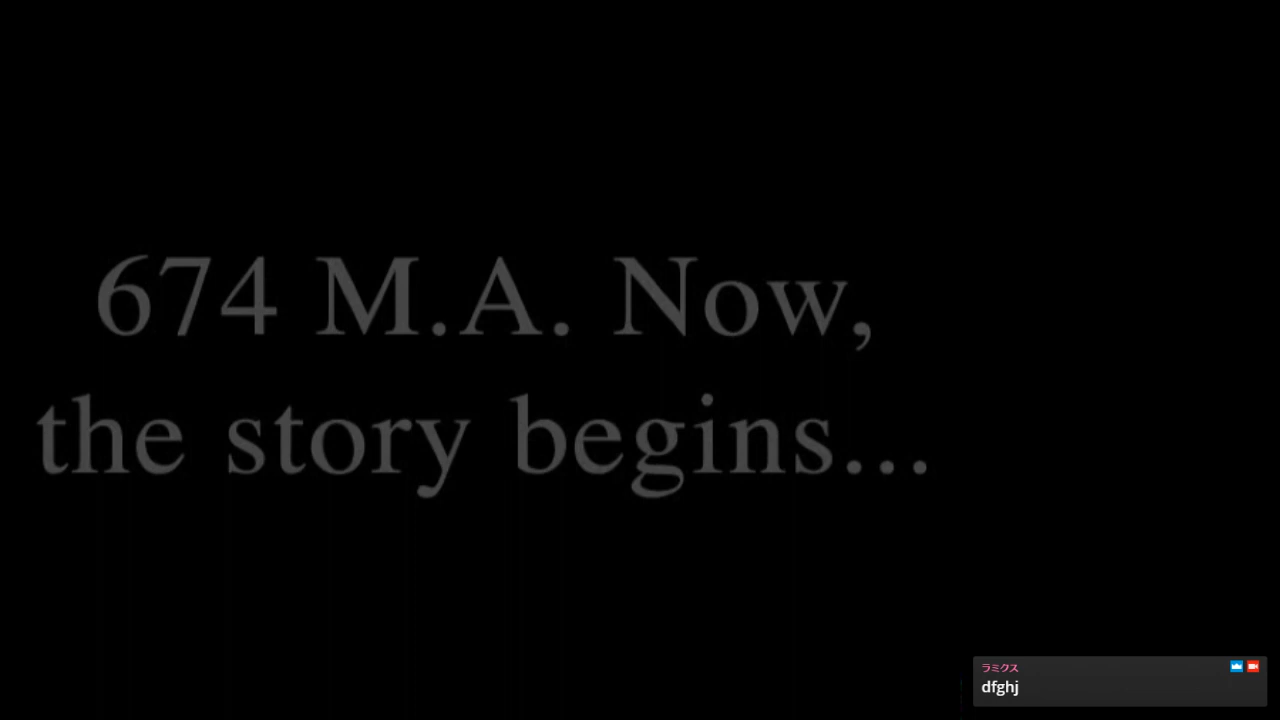 674 M.A. Now,
the story begins...
ラミクス
dfghj